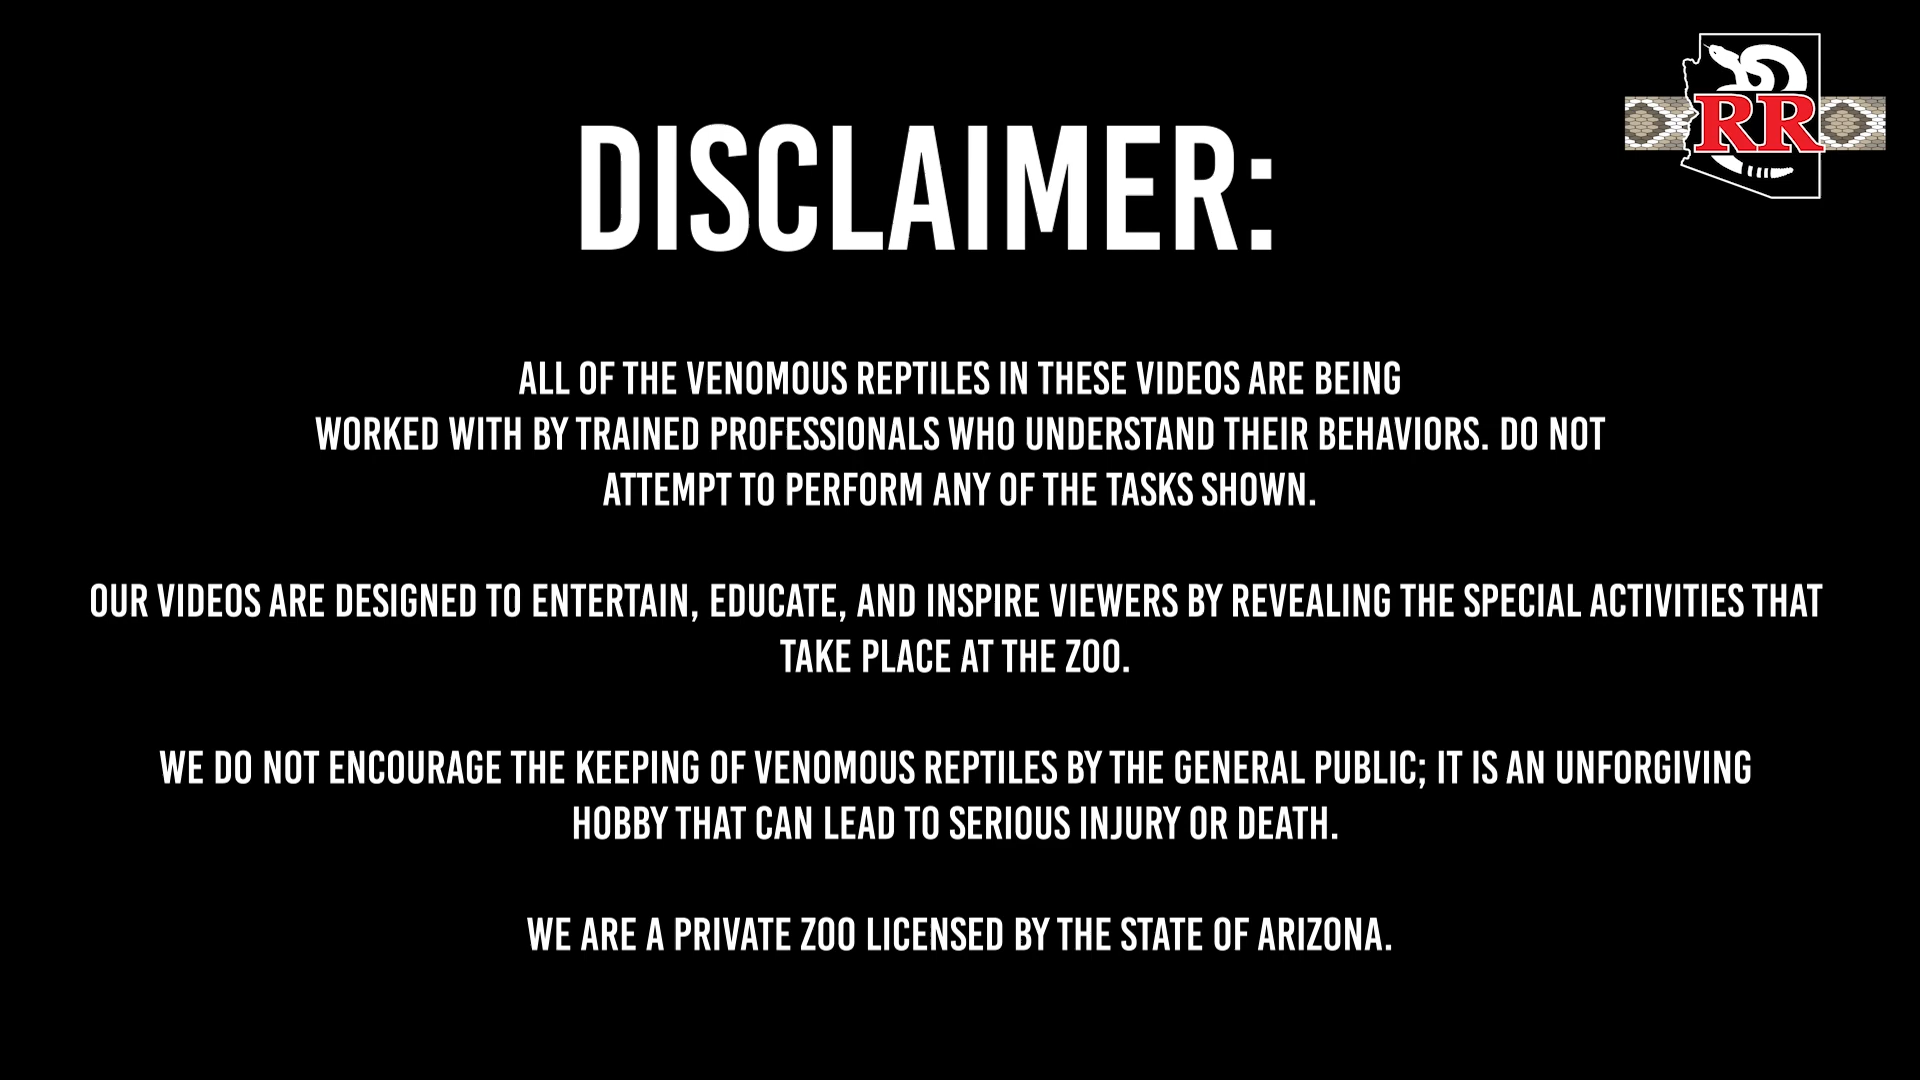 RR
DISCLAIMER:
ALL OF THE VENOMOUS REPTILES IN THESE VIDEOS ARE BEING
WORKED WITH BY TRAINED PROFESSIONALS WHO UNDERSTAND THEIR BEHAVIORS. DO NOT
ATTEMPT TO PERFORM ANY OF THE TASKS SHOWN.
OUR VIDEOS ARE DESIGNED TO ENTERTAIN, EDUCATE, AND INSPIRE VIEWERS BY REVEALING THE SPECIAL ACTIVITIES THAT
TAKE PLACE AT THE ZOO.
WE DO NOT ENCOURAGE THE KEEPING OF VENOMOUS REPTILES BY THE GENERAL PUBLIC; IT IS AN UNFORGIVING
HOBBY THAT CAN LEAD TO SERIOUS INJURY OR DEATH.
WE ARE A PRIVATE ZOO LICENSED BY THE STATE OF ARIZONA.